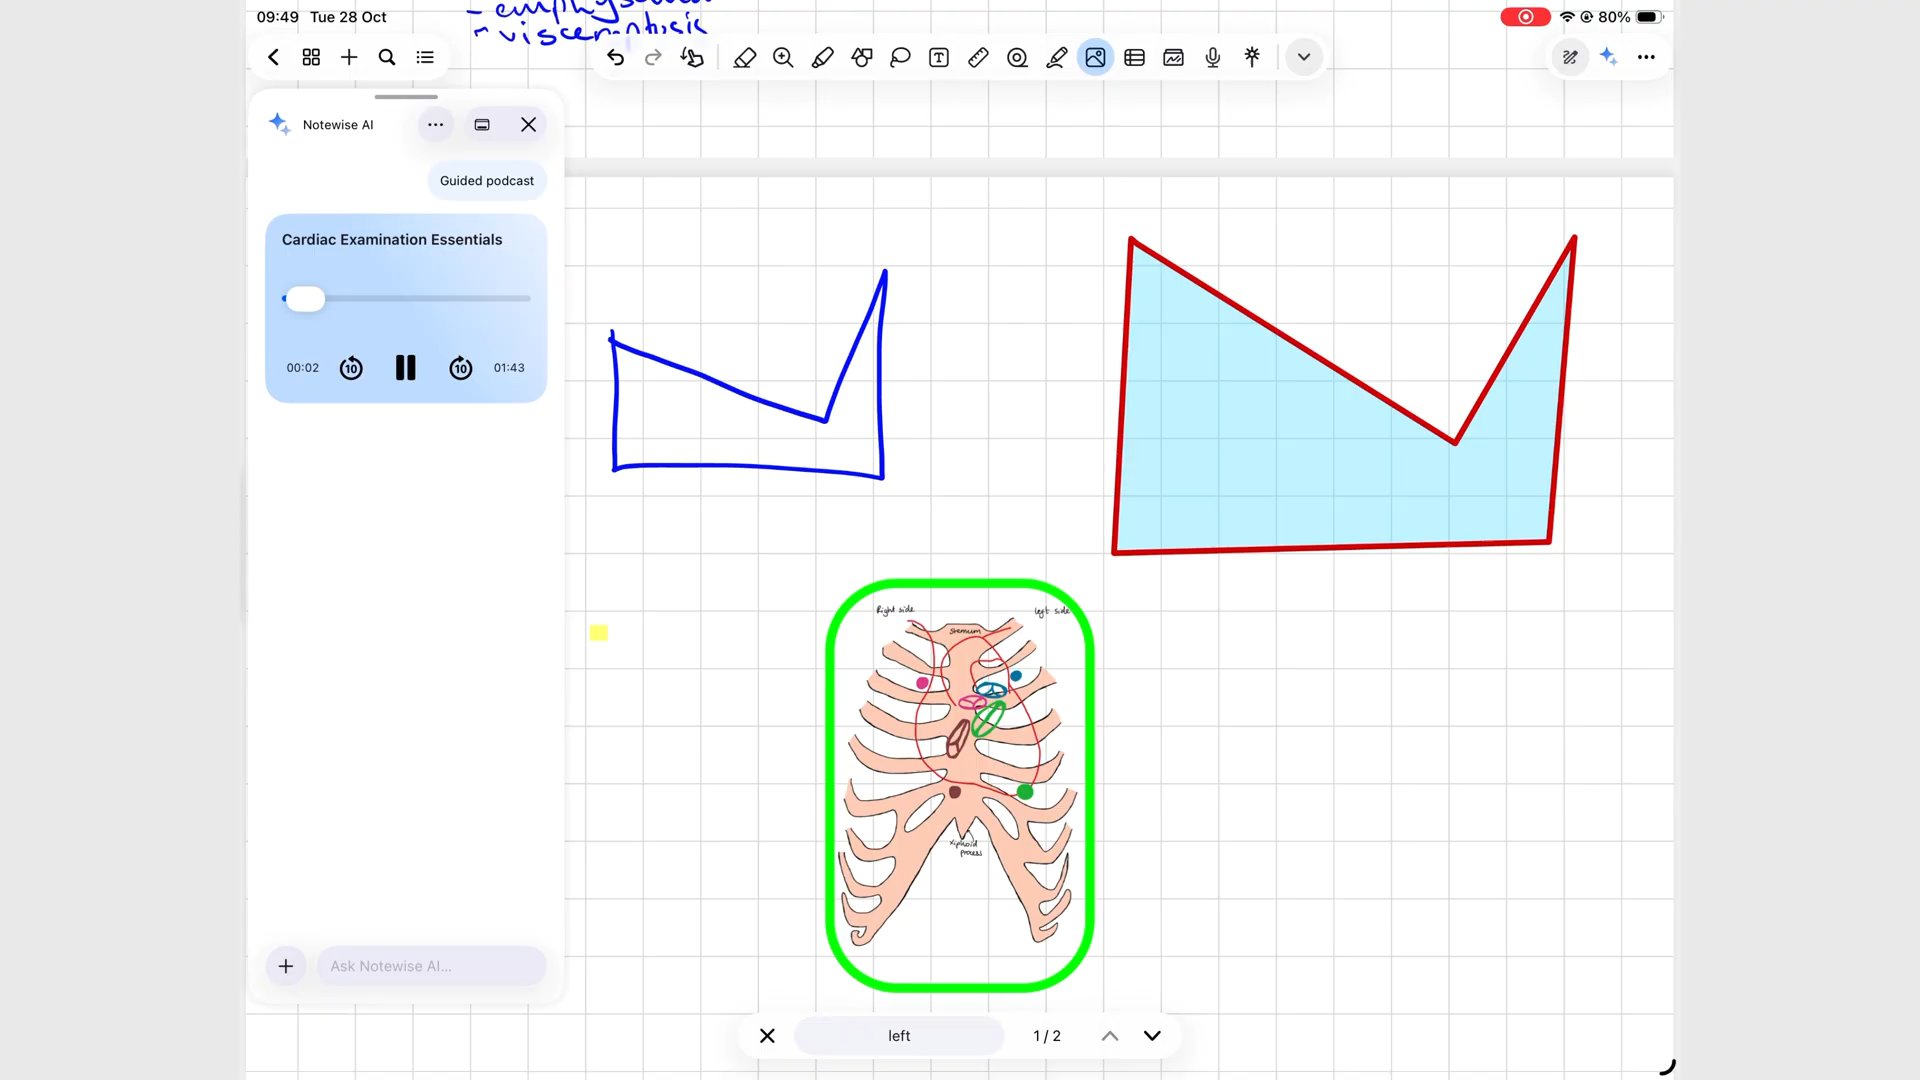 09:49 Tue 28 Oct
80%
- emphysema
- visceroptosis
Notewise AI
Guided podcast
Cardiac Examination Essentials
00:02
10
10
01:43
Right side
left side
sternum
xiphoid
process
Ask Notewise AI...
left
1 / 2